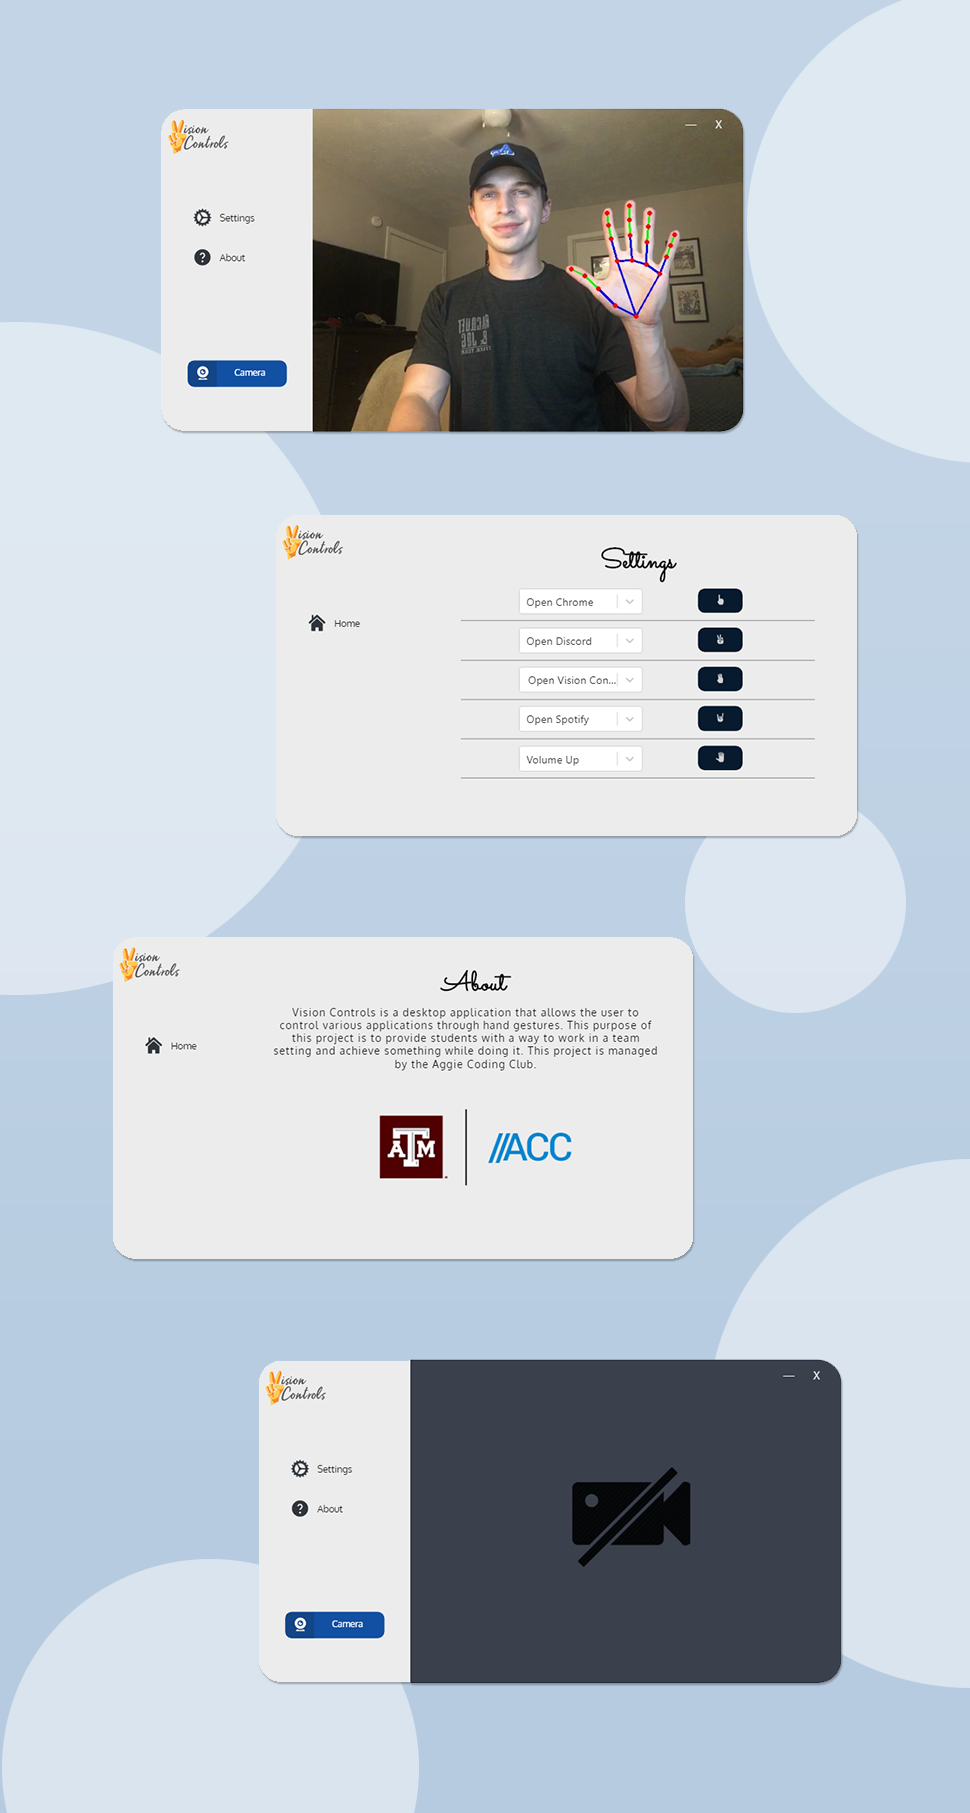 Vision
Controls
Settings
About
Camera
— X
Vision
Controls
Home
Settings
Open Chrome
Open Discord
Open Vision Con...
Open Spotify
Volume Up
Vision
Controls
Home
About
Vision Controls is a desktop application that allows the user to
control various applications through hand gestures. This purpose of
this project is to provide students with a way to work in a team
setting and achieve something while doing it. This project is managed
by the Aggie Coding Club.
ATM
//ACC
Vision
Controls
Settings
About
Camera
— X